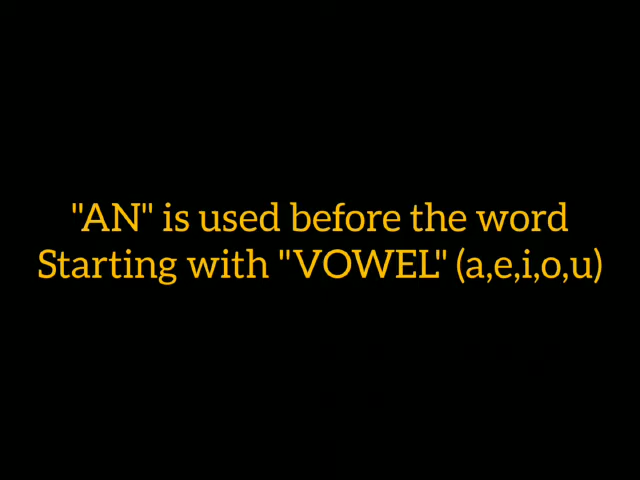 "AN" is used before the word
Starting with "VOWEL" (a,e,i,o,u)